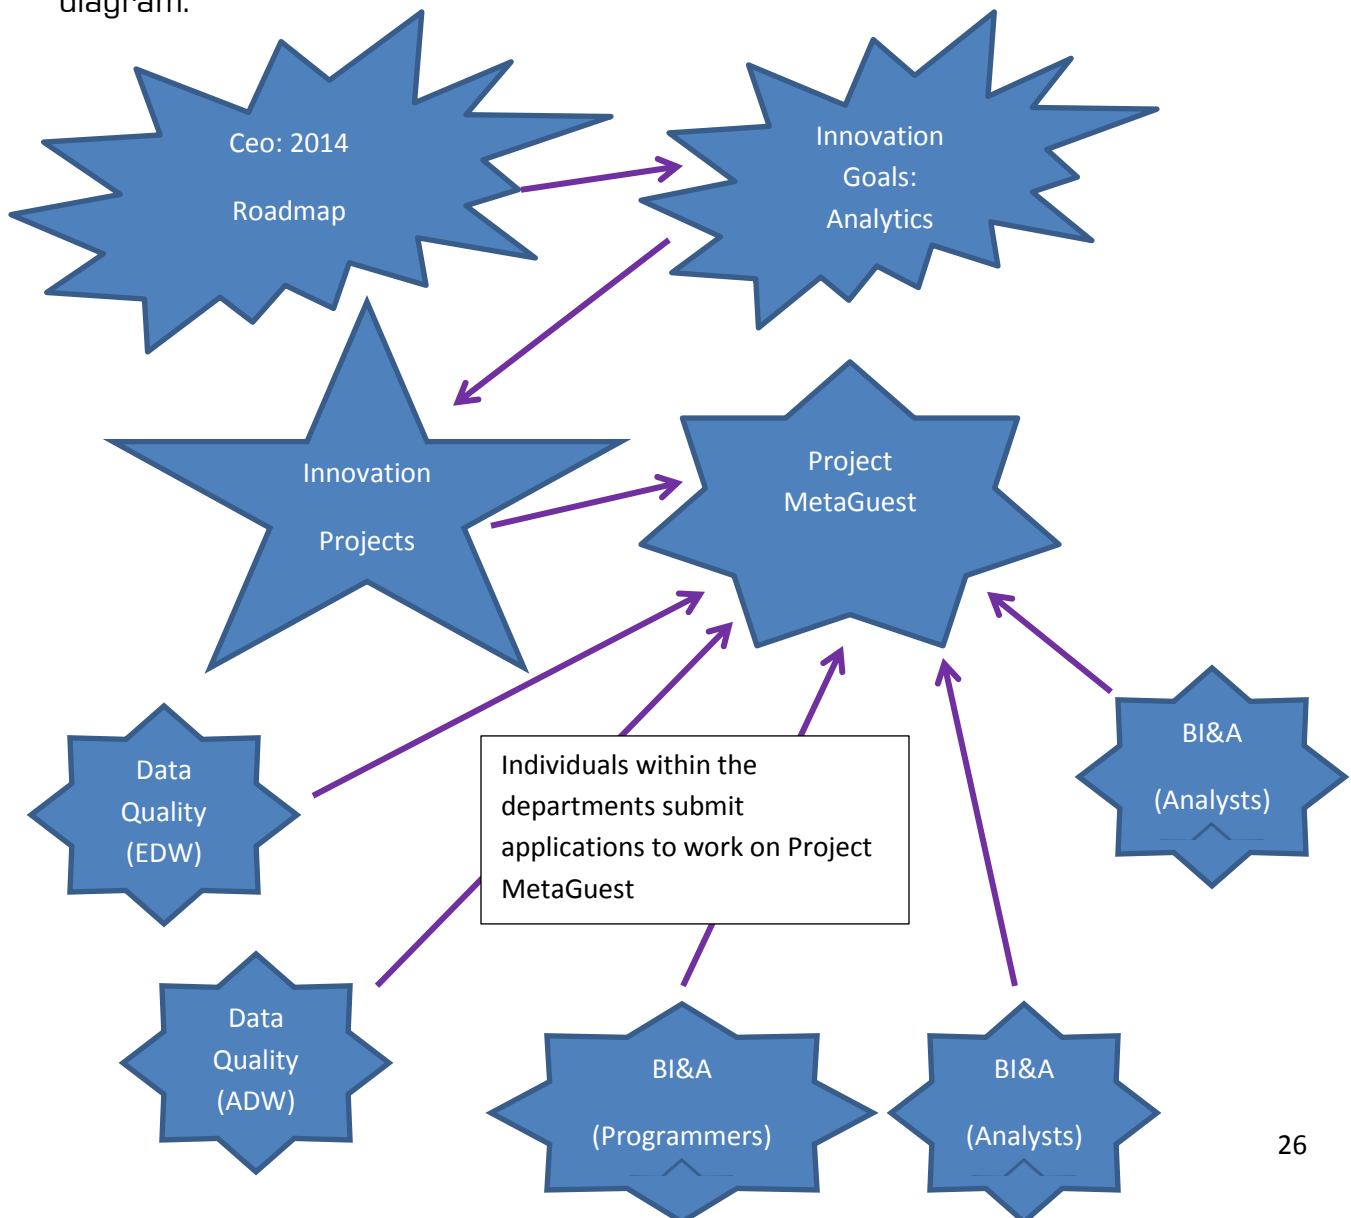 diagram.
Ceo: 2014
Roadmap
Innovation
Goals:
Analytics
Innovation
Projects
Project
MetaGuest
BI&A
(Analysts)
Data
Quality
(EDW)
Individuals within the
departments submit
applications to work on Project
MetaGuest
Data
Quality
(ADW)
BI&A
(Programmers)
BI&A
(Analysts)
26